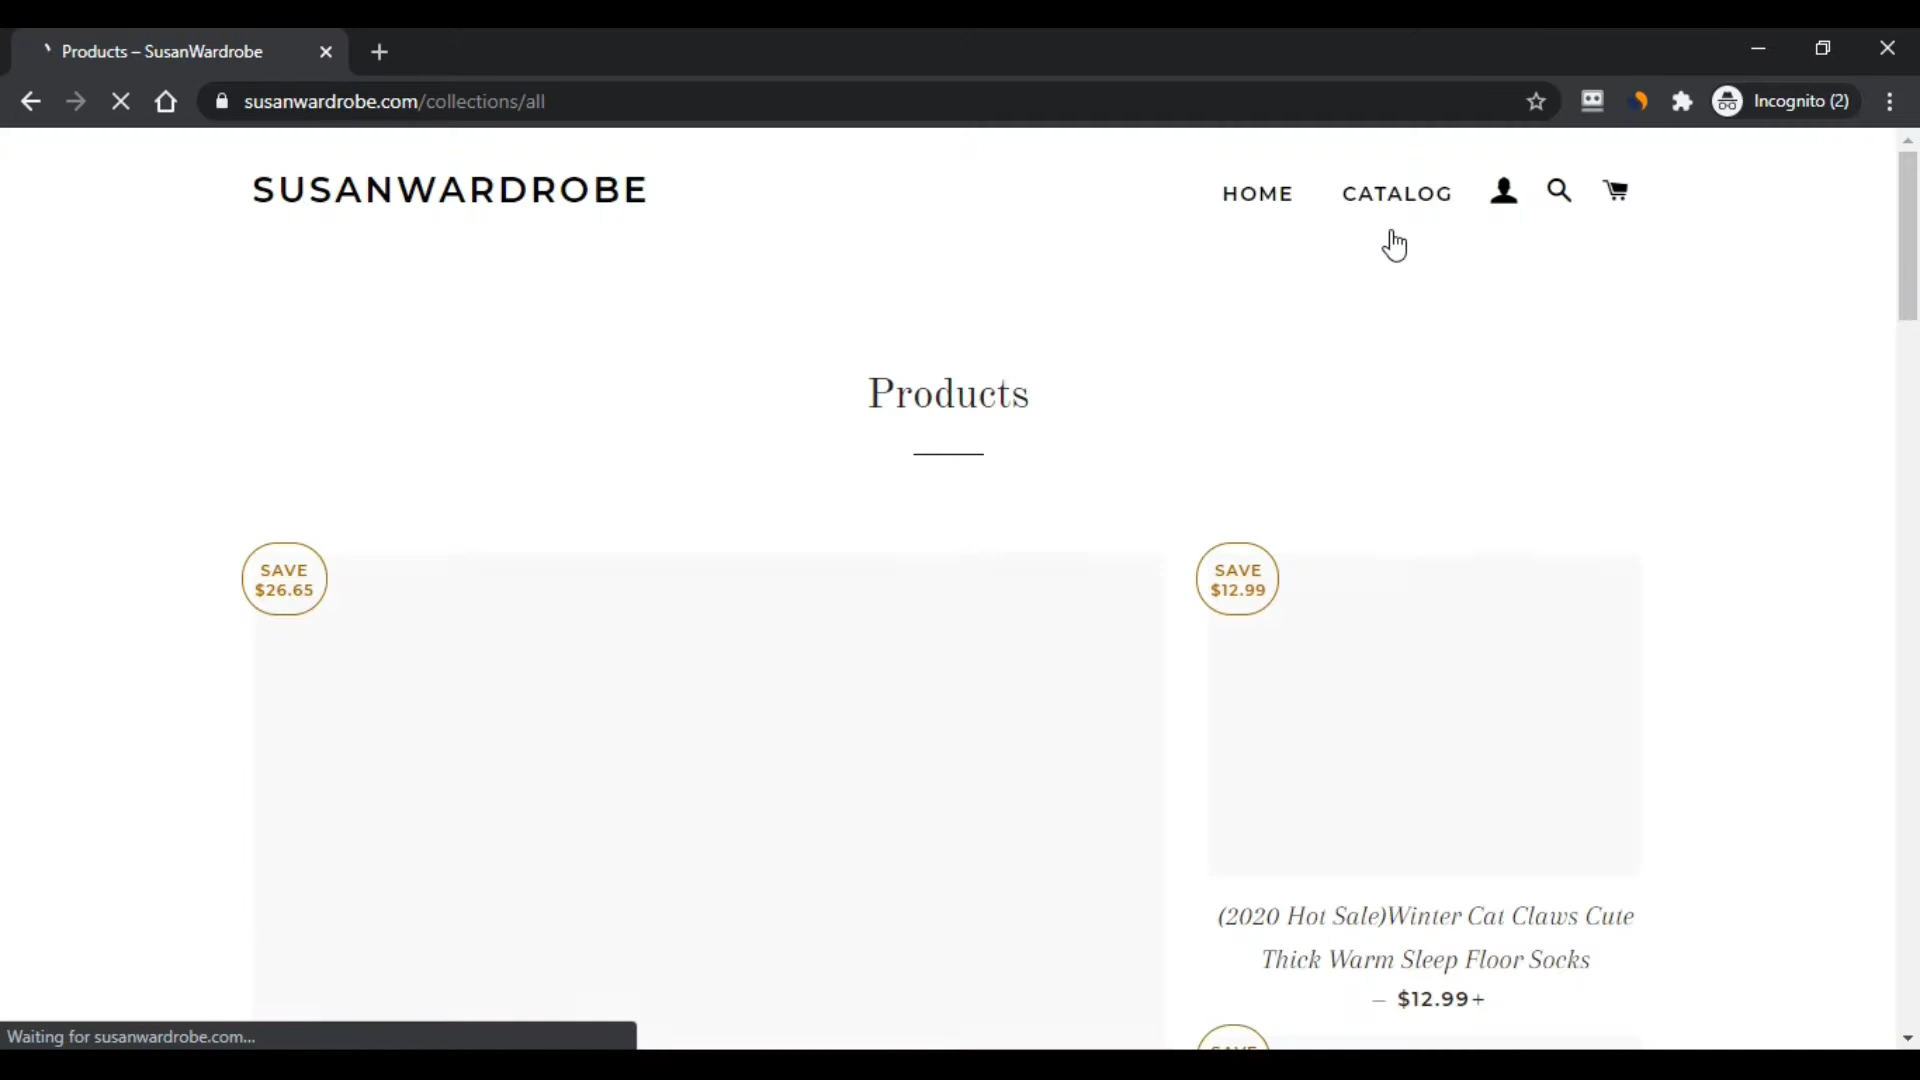 Products – SusanWardrobe
susanwardrobe.com/collections/all
Incognito (2)
SUSANWARDROBE
HOME
CATALOG
Products
SAVE
$26.65
SAVE
$12.99
(2020 Hot Sale)Winter Cat Claws Cute
Thick Warm Sleep Floor Socks
— $12.99+
SAVE
Waiting for susanwardrobe.com...